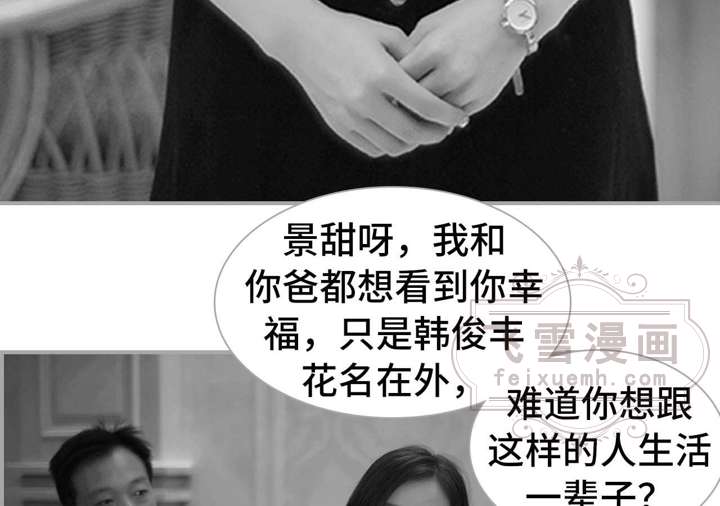 景甜呀，我和
你爸都想看到你幸
福，只是韩俊丰
花名在外，
飞雪漫画
feixuemh.com
难道你想跟
这样的人生活
一辈子？